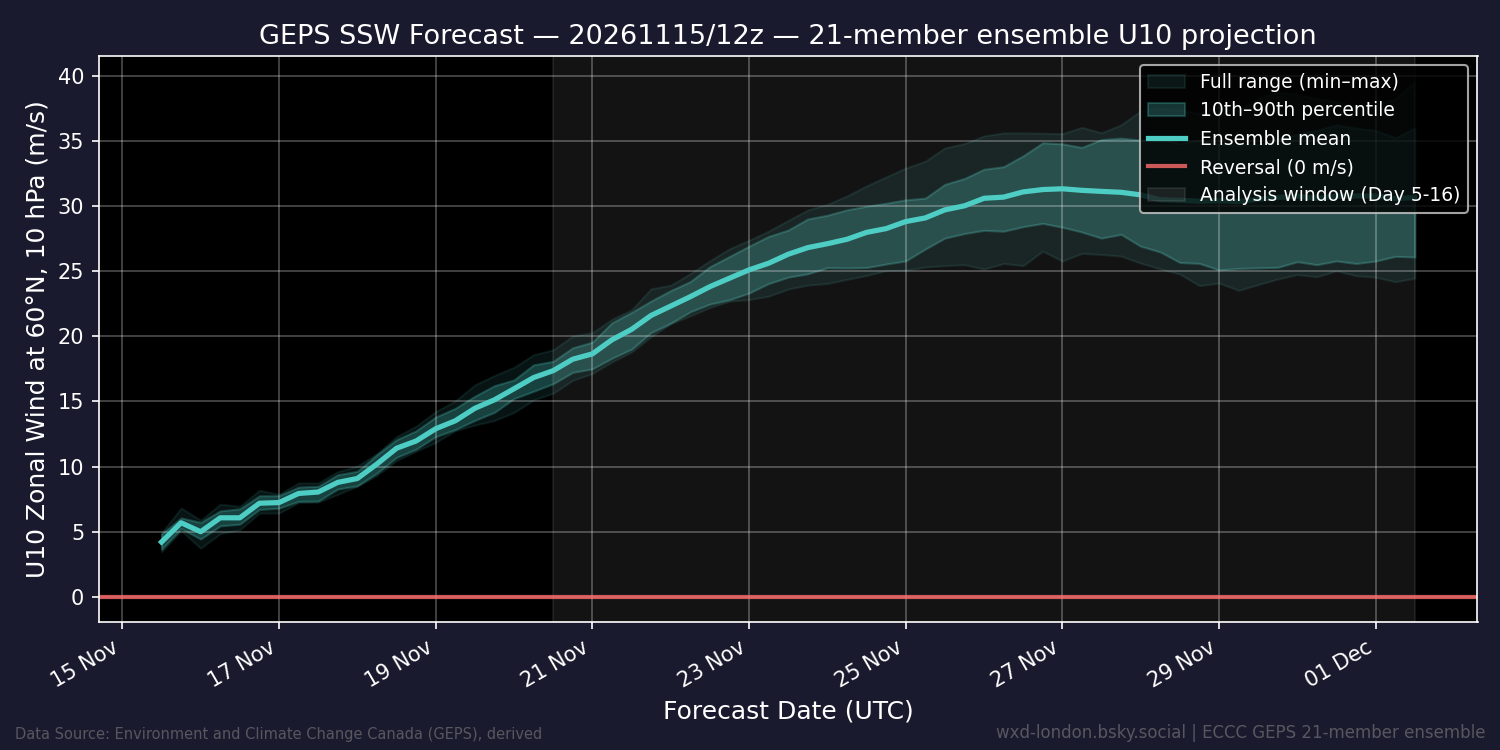 GEPS SSW Forecast — 20261115/12z — 21-member ensemble U10 projection
U10 Zonal Wind at 60°N, 10 hPa (m/s)
40
35
30
25
20
15
10
5
0
Full range (min–max)
10th–90th percentile
Ensemble mean
Reversal (0 m/s)
Analysis window (Day 5-16)
15 Nov
17 Nov
19 Nov
21 Nov
23 Nov
25 Nov
27 Nov
29 Nov
01 Dec
Forecast Date (UTC)
Data Source: Environment and Climate Change Canada (GEPS), derived
wxd-london.bsky.social | ECCC GEPS 21-member ensemble